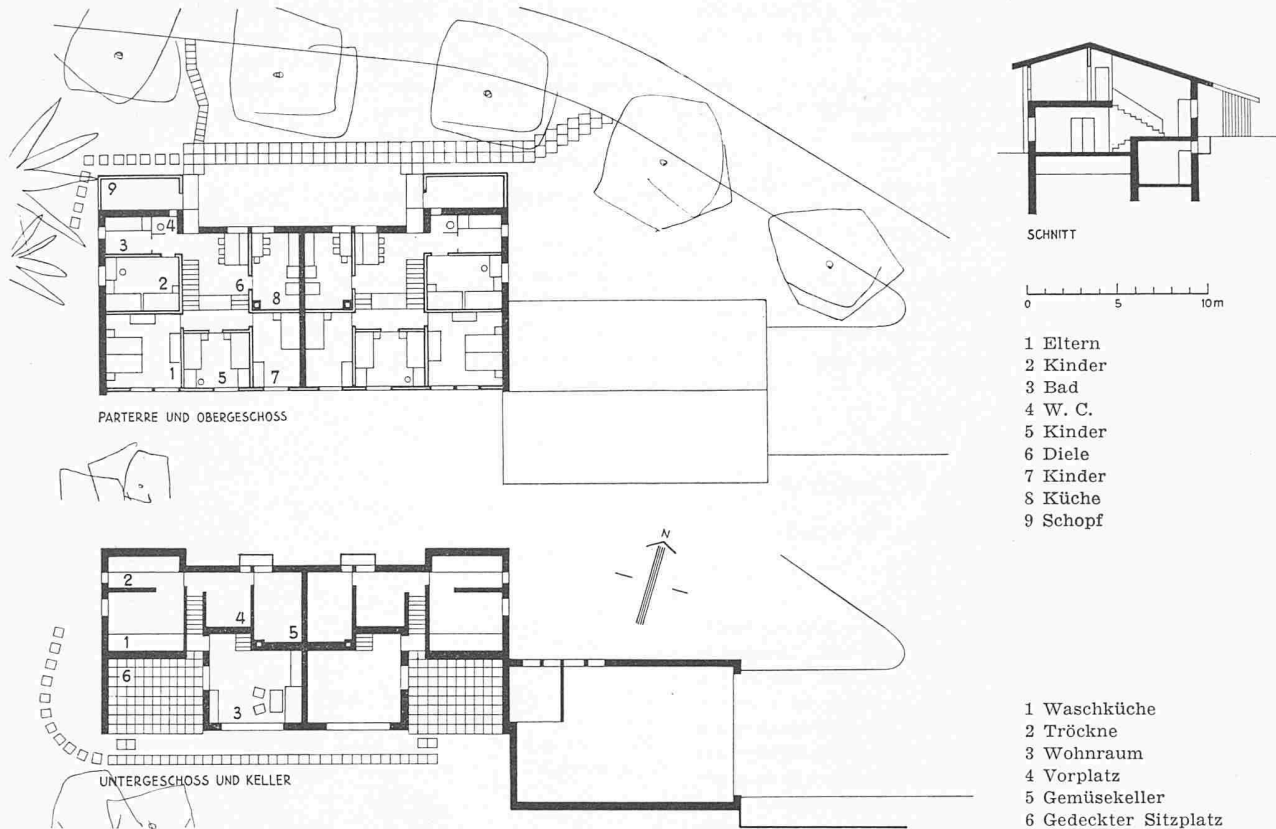 9
4
3
2
6
8
1
5
7
PARTERRE UND OBERGESCHOSS
SCHNITT
0 5 10 m
1 Eltern
2 Kinder
3 Bad
4 W. C.
5 Kinder
6 Diele
7 Kinder
8 Küche
9 Schopf
N
2
4
5
1
6
3
UNTERGESCHOSS UND KELLER
1 Waschküche
2 Tröckne
3 Wohnraum
4 Vorplatz
5 Gemüsekeller
6 Gedeckter Sitzplatz